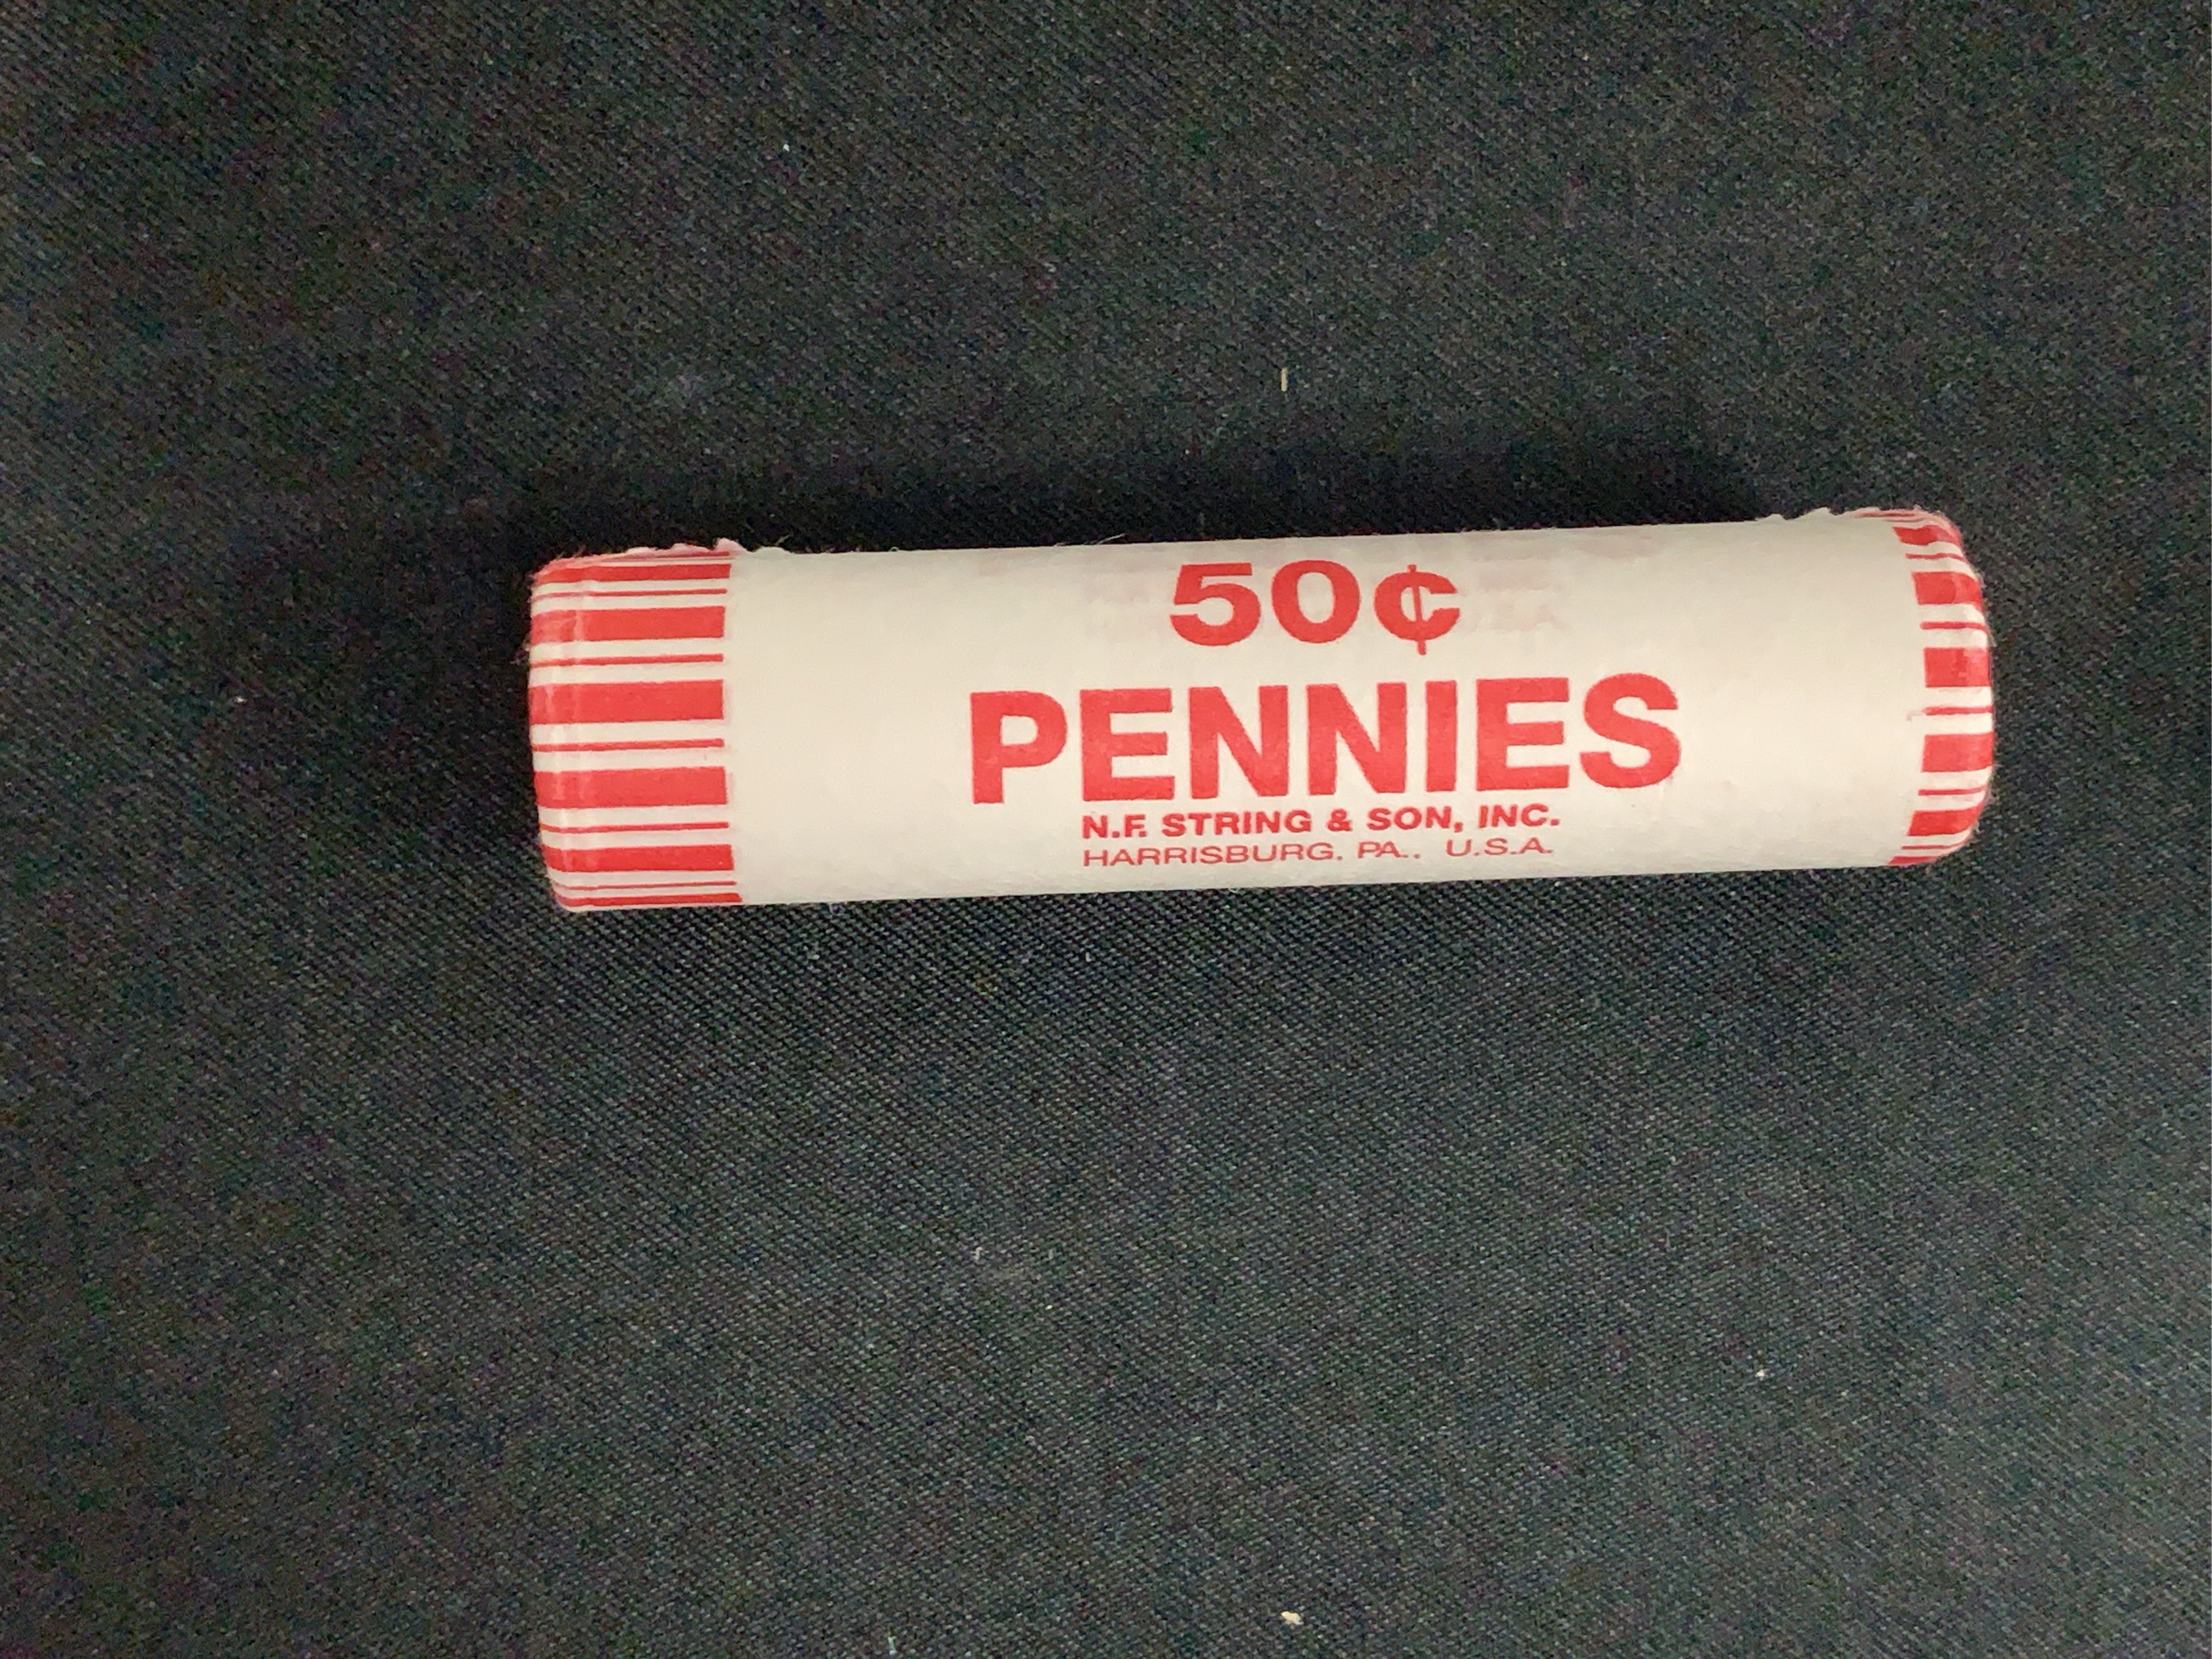 50¢
PENNIES
N.F. STRING & SON, INC.
HARRISBURG, PA., U.S.A.